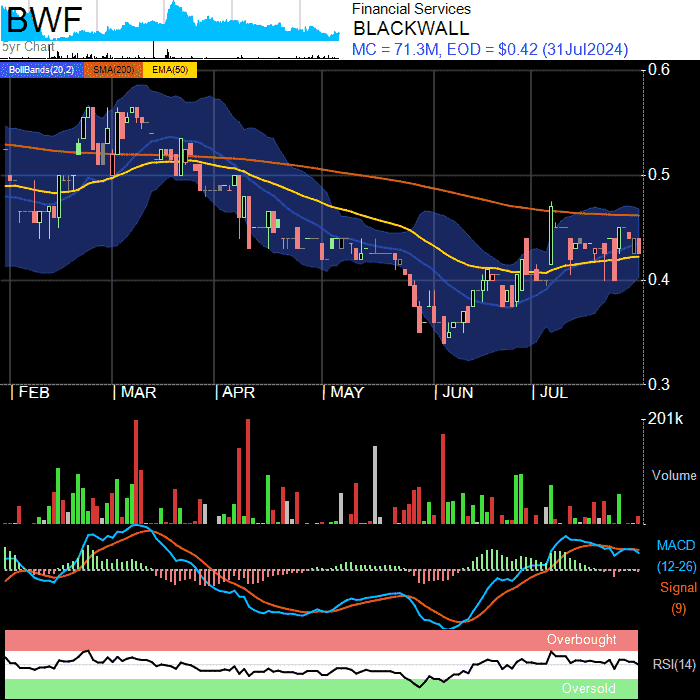 BWF
5yr Chart
Financial Services
BLACKWALL
MC = 71.3M, EOD = $0.42 (31Jul2024)
BollBands(20,2) SMA(200) EMA(50)
0.6
0.5
0.4
0.3
FEB MAR APR MAY JUN JUL
201k
Volume
MACD
(12-26)
Signal
(9)
Overbought
RSI(14)
Oversold